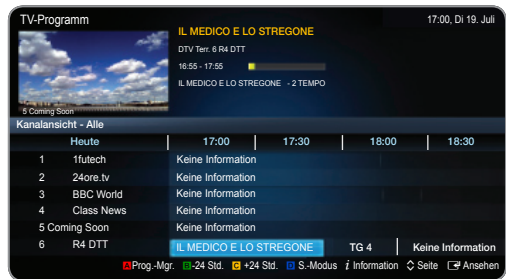 TV-Programm
17:00, Di 19. Juli
IL MEDICO E LO STREGONE
DTV Terr. 6 R4 DTT
16:55 - 17:55
IL MEDICO E LO STREGONE - 2 TEMPO
5 Coming Soon
Kanalansicht - Alle
Heute 17:00 17:30 18:00 18:30
1 1futech Keine Information
2 24ore.tv Keine Information
3 BBC World Keine Information
4 Class News Keine Information
5 Coming Soon Keine Information
6 R4 DTT IL MEDICO E LO STREGONE TG 4 Keine Information
A Prog.-Mgr. B -24 Std. C +24 Std. D S.-Modus i Information Seite Ansehen